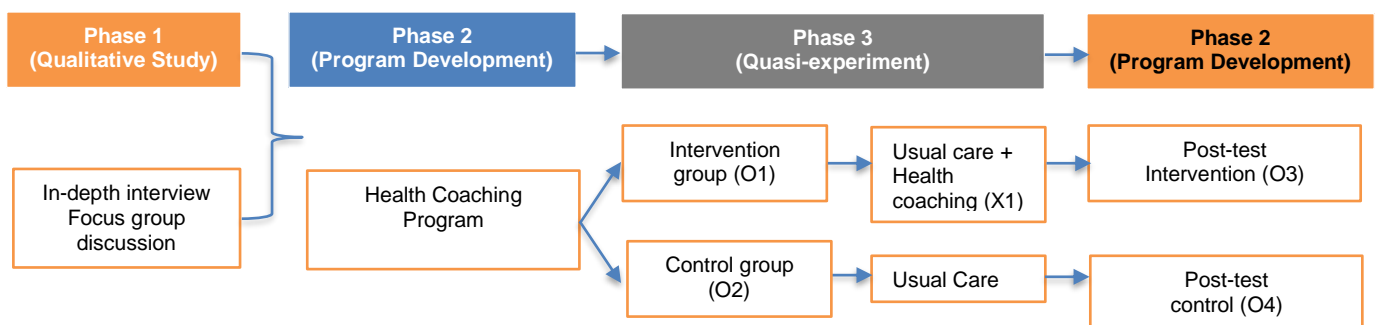 Phase 1
(Qualitative Study)
Phase 2
(Program Development)
Phase 3
(Quasi-experiment)
Phase 2
(Program Development)
In-depth interview
Focus group
discussion
Health Coaching
Program
Intervention
group (O1)
Usual care +
Health
coaching (X1)
Post-test
Intervention (O3)
Control group
(O2)
Usual Care
Post-test
control (O4)